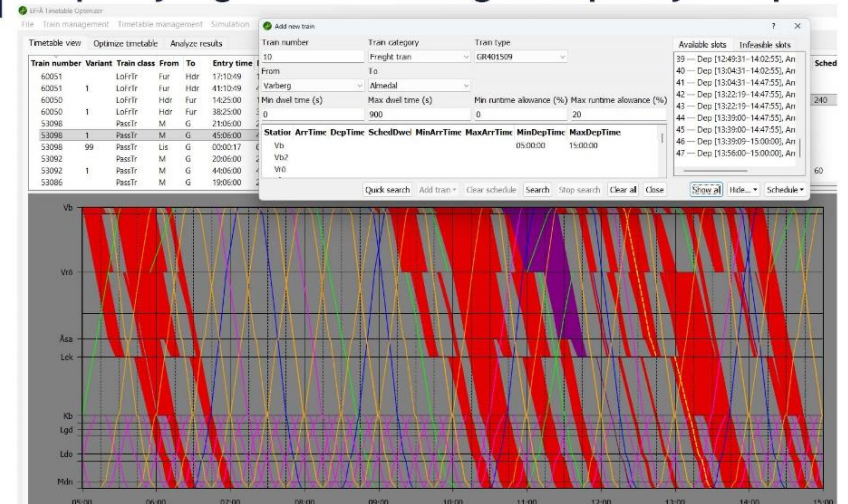 LiU-Å Timetable Optimizer
File Train management Timetable management Simulation
Timetable view Optimize timetable Analyze results
Train number Variant Train class From To Entry time
60051 LoFrTr Fur Hdr 17:10:49
60051 1 LoFrTr Fur Hdr 41:10:49
60050 LoFrTr Hdr Fur 14:25:00
60050 1 LoFrTr Hdr Fur 38:25:00
53098 PassTr M G 21:06:00
53098 1 PassTr M G 45:06:00
53098 99 PassTr Lis G 00:00:17
53092 PassTr M G 20:06:00
53092 1 PassTr M G 44:06:00
53086 PassTr M G 19:06:00
Sched
240
60
Add new train
Train number Train category Train type
10 Freight train GR401509
From To
Varberg Almedal
Min dwel time (s) Max dwel time (s) Min runtime alowance (%) Max runtime alowance (%)
0 900 0 20
Station ArrTime DepTime SchedDwel MinArrTime MaxArrTime MinDepTime MaxDepTime
Vb 05:00:00 15:00:00
Vb2
Vrö
Avaiable slots Infeasible slots
39 — Dep [12:49:31-14:02:55], Arr
40 — Dep [13:04:31-14:02:55], Arr
41 — Dep [13:04:31-14:47:55], Arr
42 — Dep [13:22:19-14:47:55], Arr
43 — Dep [13:22:19-14:47:55], Arr
44 — Dep [13:39:00-14:47:55], Arr
45 — Dep [13:39:00-14:47:55], Arr
46 — Dep [13:39:09-15:00:00], Arr
47 — Dep [13:56:00-15:00:00], Arr
Quick search Add train Clear schedule Search Stop search Clear all Close Show all Hide... Schedule
Vb
Vrö
Åsa
Lek
Kb
Lgd
Ldo
Mdn
05:00 06:00 07:00 08:00 09:00 10:00 11:00 12:00 13:00 14:00 15:00